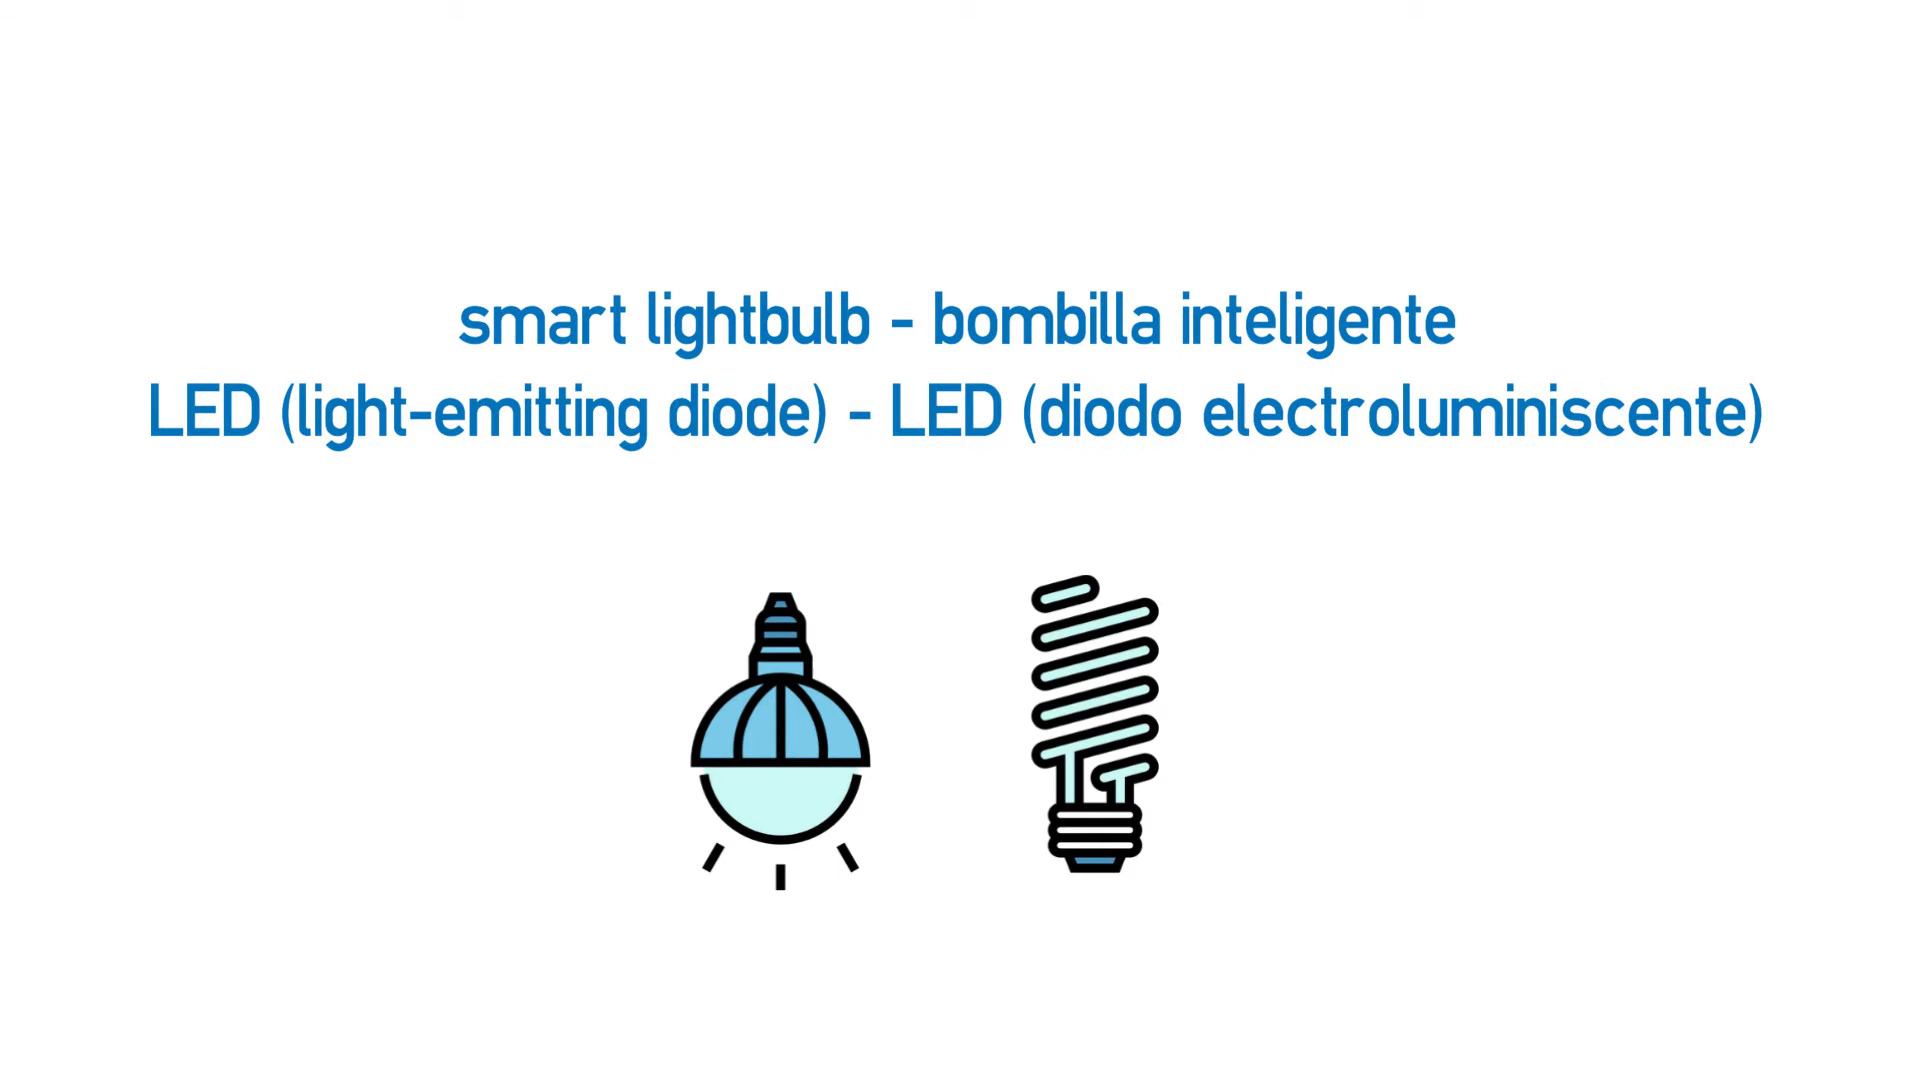 smart lightbulb - bombilla inteligente
LED (light-emitting diode) - LED (diodo electroluminiscente)